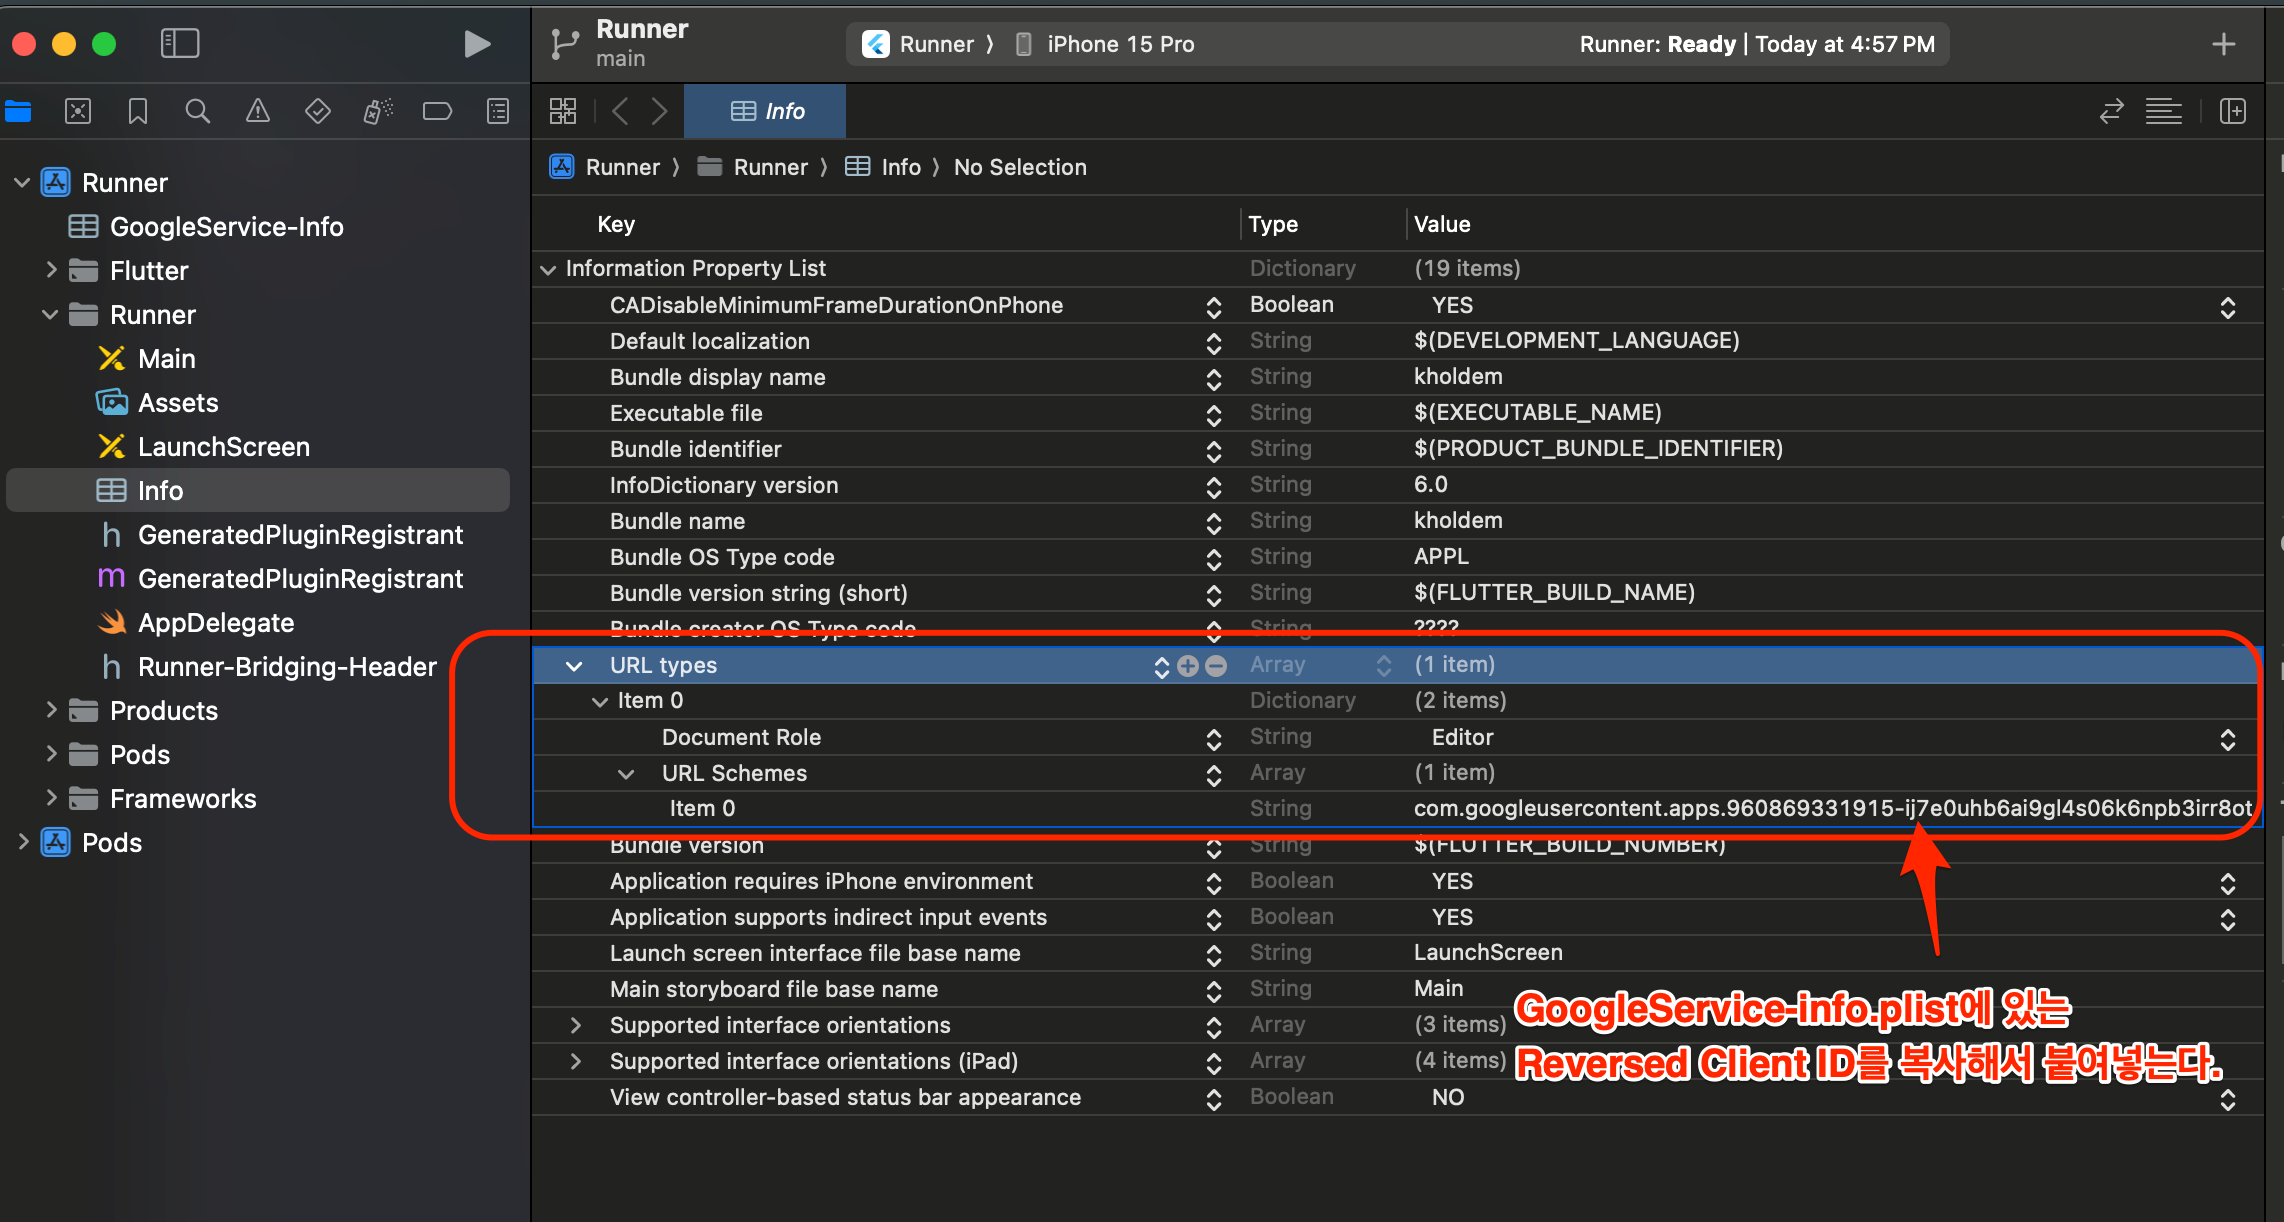 Runner
main
Runner 〉 iPhone 15 Pro
Runner: Ready | Today at 4:57 PM
Info
Runner 〉 Runner 〉 Info 〉 No Selection
Runner
GoogleService-Info
Flutter
Runner
Main
Assets
LaunchScreen
Info
h GeneratedPluginRegistrant
m GeneratedPluginRegistrant
AppDelegate
h Runner-Bridging-Header
Products
Pods
Frameworks
Pods
Key Type Value
Information Property List Dictionary (19 items)
CADisableMinimumFrameDurationOnPhone Boolean YES
Default localization String $(DEVELOPMENT_LANGUAGE)
Bundle display name String kholdem
Executable file String $(EXECUTABLE_NAME)
Bundle identifier String $(PRODUCT_BUNDLE_IDENTIFIER)
InfoDictionary version String 6.0
Bundle name String kholdem
Bundle OS Type code String APPL
Bundle version string (short) String $(FLUTTER_BUILD_NAME)
Bundle creator OS Type code String ????
URL types Array (1 item)
Item 0 Dictionary (2 items)
Document Role String Editor
URL Schemes Array (1 item)
Item 0 String com.googleusercontent.apps.960869331915-ij7e0uhb6ai9gl4s06k6npb3irr8ot
Bundle version String $(FLUTTER_BUILD_NUMBER)
Application requires iPhone environment Boolean YES
Application supports indirect input events Boolean YES
Launch screen interface file base name String LaunchScreen
Main storyboard file base name String Main
Supported interface orientations Array (3 items)
Supported interface orientations (iPad) Array (4 items)
View controller-based status bar appearance Boolean NO
GoogleService-info.plist에 있는
Reversed Client ID를 복사해서 붙여넣는다.